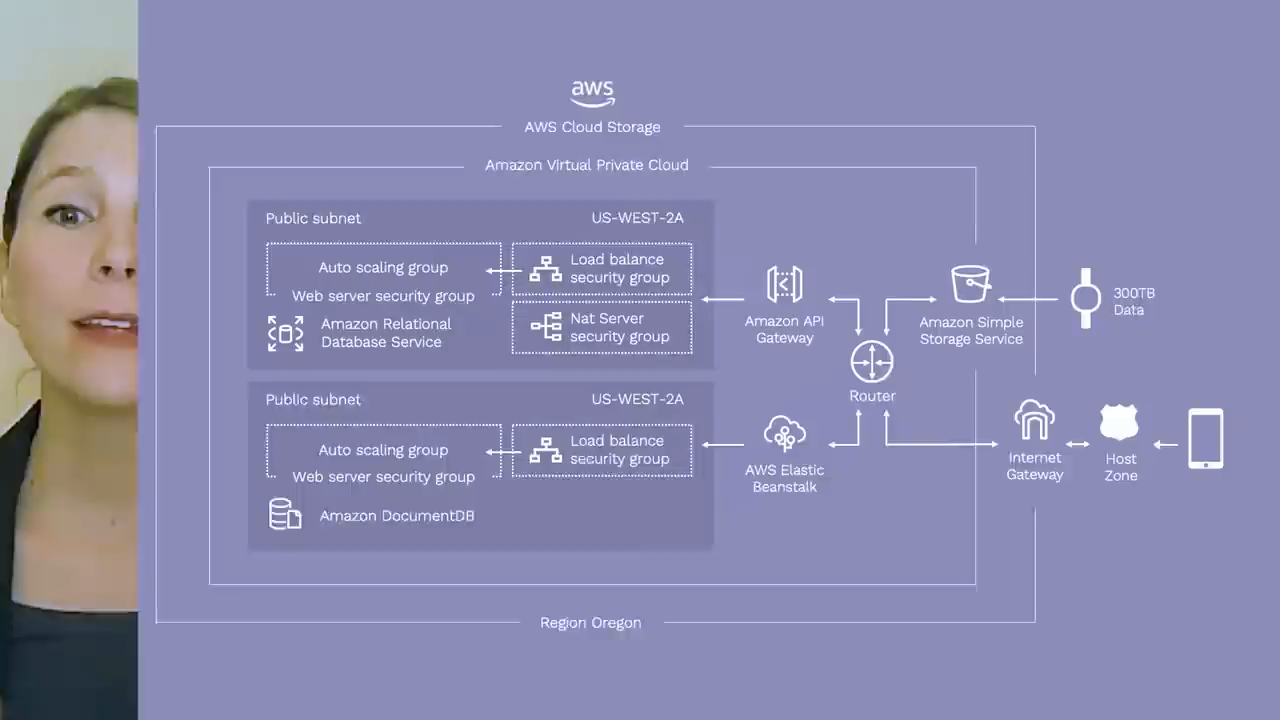 aws
AWS Cloud Storage
Amazon Virtual Private Cloud
Public subnet
US-WEST-2A
Auto scaling group
Web server security group
Load balance
security group
Amazon Relational
Database Service
Nat Server
security group
Public subnet
US-WEST-2A
Auto scaling group
Web server security group
Load balance
security group
Amazon DocumentDB
Amazon API
Gateway
Router
AWS Elastic
Beanstalk
Amazon Simple
Storage Service
300TB
Data
Internet
Gateway
Host
Zone
Region Oregon